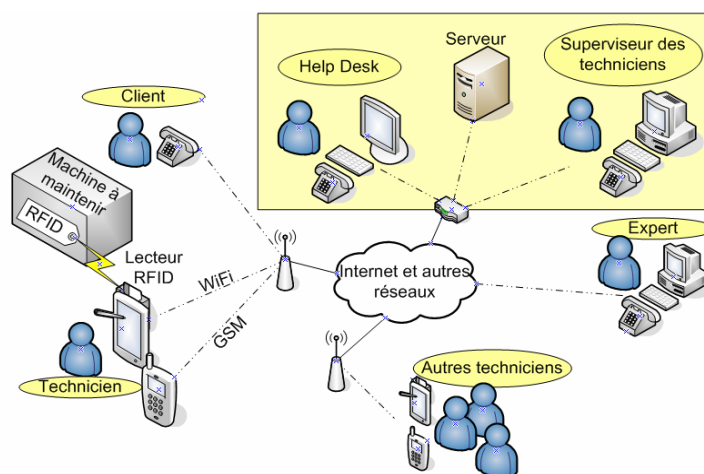 Serveur
Superviseur des
techniciens
Help Desk
Client
Machine à
maintenir
RFID
Lecteur
RFID
WiFi
GSM
Technicien
Internet et autres
réseaux
Expert
Autres techniciens